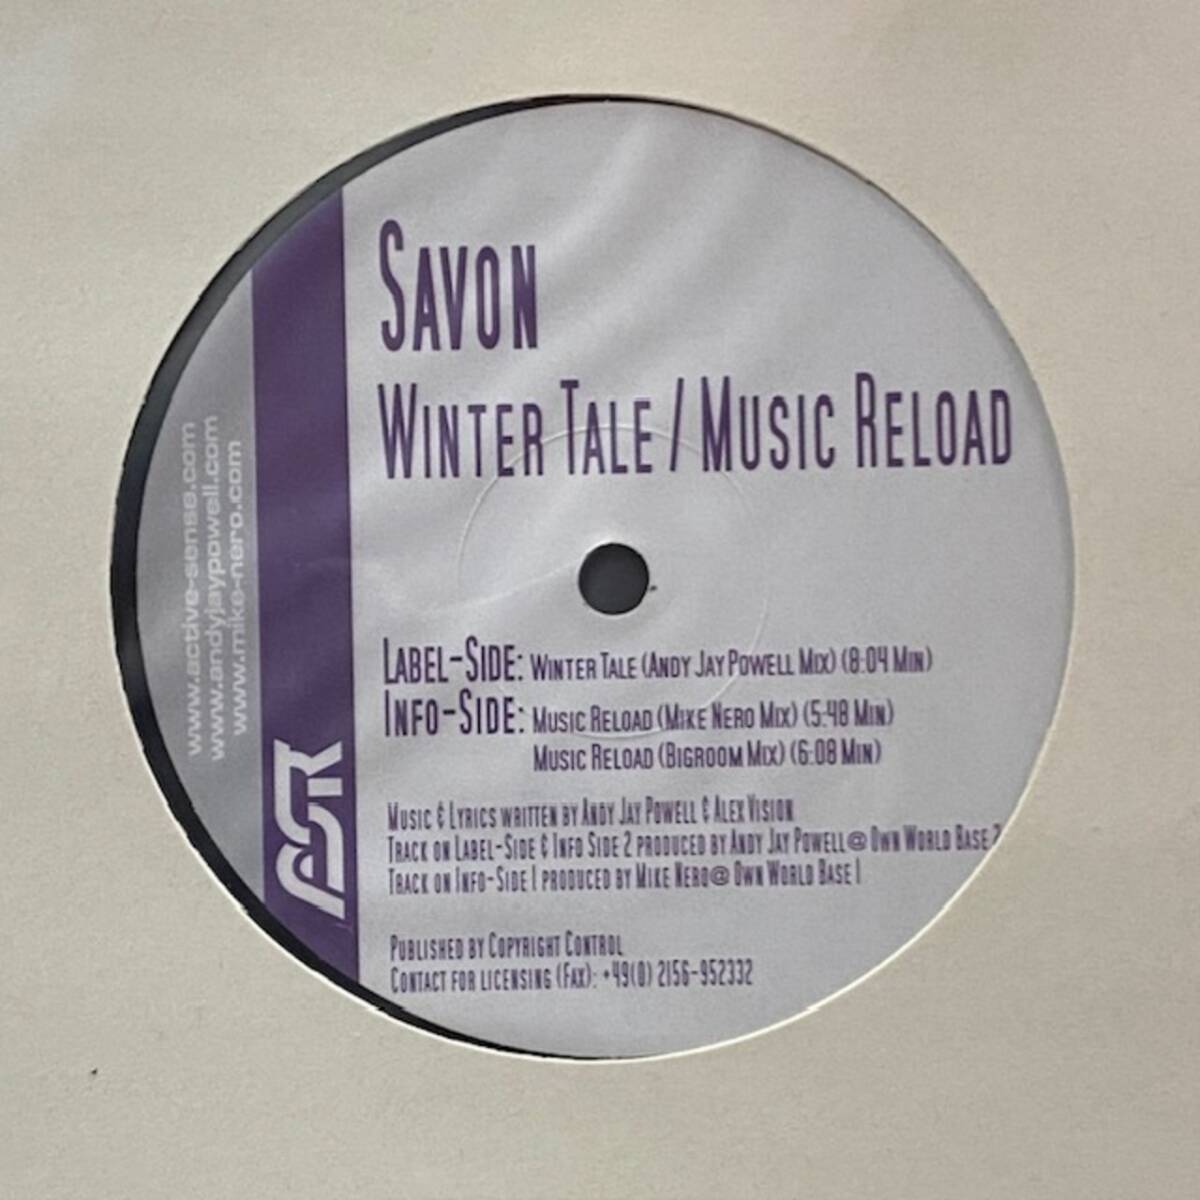 Savon
Winter Tale / Music Reload
Label-Side: Winter Tale (Andy Jay Powell Mix) (8:04 Min)
Info-Side: Music Reload (Mike Nero Mix) (5:48 Min)
Music Reload (Bigroom Mix) (6:08 Min)
Music & Lyrics written by Andy Jay Powell & Alex Vision
Track on Label-Side & Info Side 2 produced by Andy Jay Powell@ Own World Base 2
Track on Info-Side 1 produced by Mike Nero@ Own World Base 1
Published by Copyright Control
Contact for licensing (Fax): +49(0) 2156-952332
www.active-sense.com
www.andyjaypowell.com
www.mike-nero.com
ASR